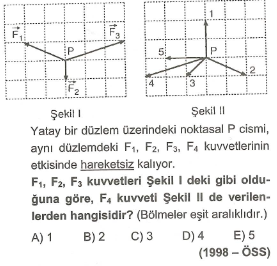 F₁
P
F₃
F₂
Şekil I
1
5
P
4
3
2
Şekil II
Yatay bir düzlem üzerindeki noktasal P cismi,
aynı düzlemdeki F₁, F₂, F₃, F₄ kuvvetlerinin
etkisinde hareketsiz kalıyor.
F₁, F₂, F₃ kuvvetleri Şekil I deki gibi oldu-
ğuna göre, F₄ kuvveti Şekil II de verilen-
lerden hangisidir? (Bölmeler eşit aralıklıdır.)
A) 1 B) 2 C) 3 D) 4 E) 5
(1998 – ÖSS)